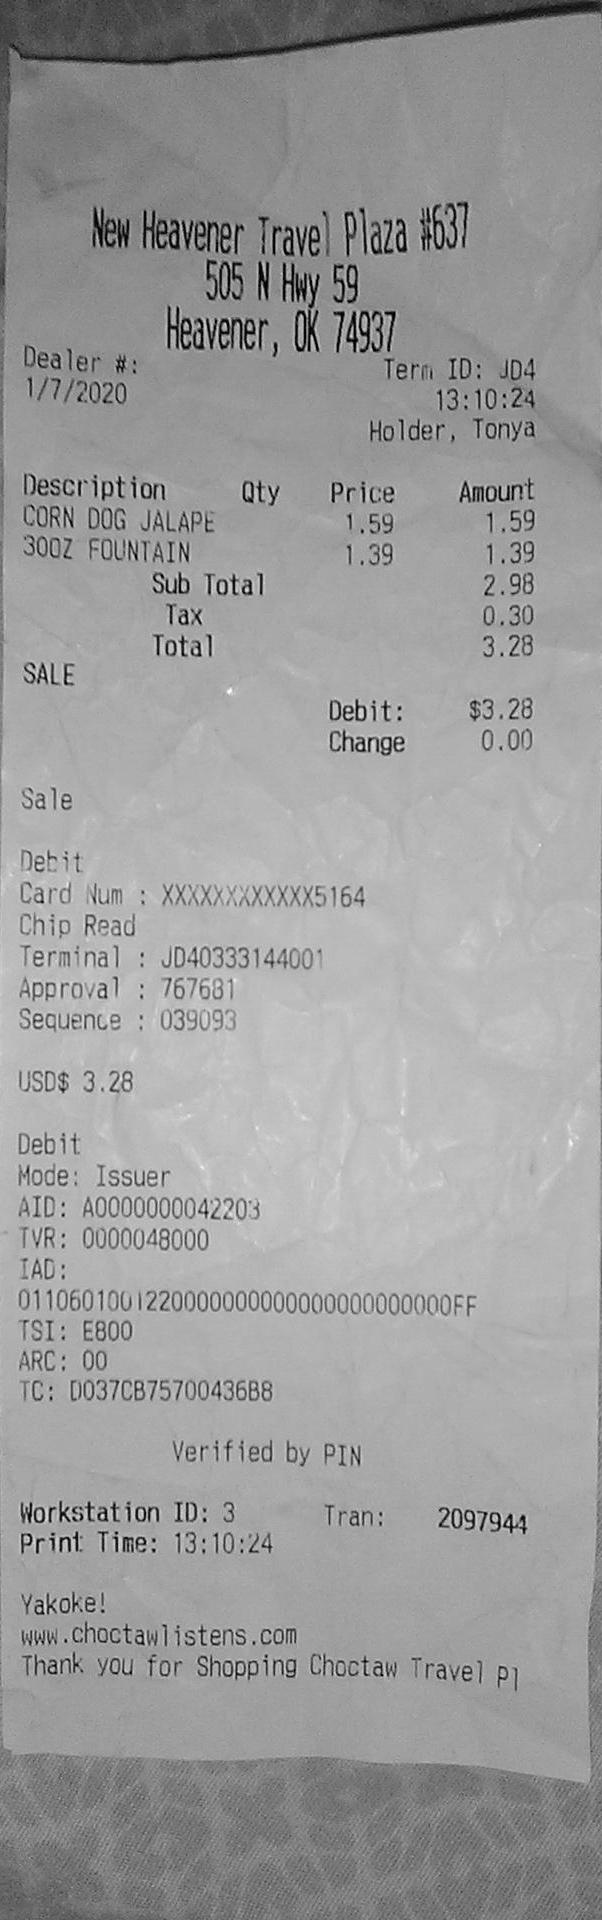 New Heavener Travel Plaza #637
505 N Hwy 59
Heavener, OK 74937
Dealer #: Term ID: JD4
1/7/2020 13:10:24
Holder, Tonya
Description Qty Price Amount
CORN DOG JALAPE 1.59 1.59
30OZ FOUNTAIN 1.39 1.39
Sub Total 2.98
Tax 0.30
Total 3.28
SALE
Debit: $3.28
Change 0.00
Sale
Debit
Card Num : XXXXXXXXXXXX5164
Chip Read
Terminal : JD40333144001
Approval : 767681
Sequence : 039093
USD$ 3.28
Debit
Mode: Issuer
AID: A0000000042203
TVR: 0000048000
IAD:
0110601001220000000000000000000000FF
TSI: E800
ARC: 00
TC: D037CB75700436B8
Verified by PIN
Workstation ID: 3 Tran: 2097944
Print Time: 13:10:24
Yakoke!
www.choctawlistens.com
Thank you for Shopping Choctaw Travel Pl